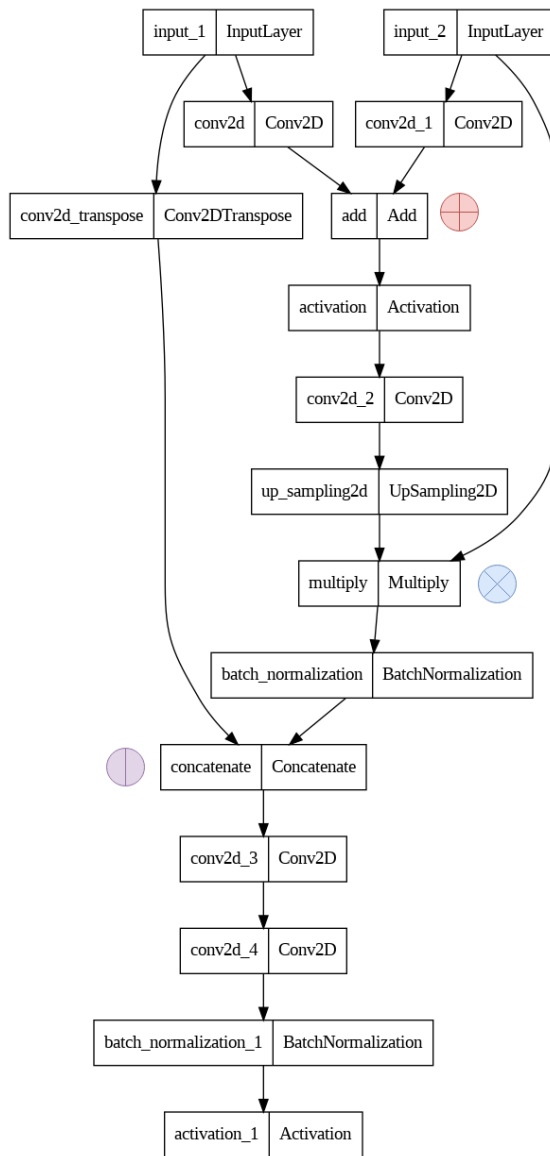 input_1 InputLayer
input_2 InputLayer
conv2d Conv2D
conv2d_1 Conv2D
conv2d_transpose Conv2DTranspose
add Add
activation Activation
conv2d_2 Conv2D
up_sampling2d UpSampling2D
multiply Multiply
batch_normalization BatchNormalization
concatenate Concatenate
conv2d_3 Conv2D
conv2d_4 Conv2D
batch_normalization_1 BatchNormalization
activation_1 Activation